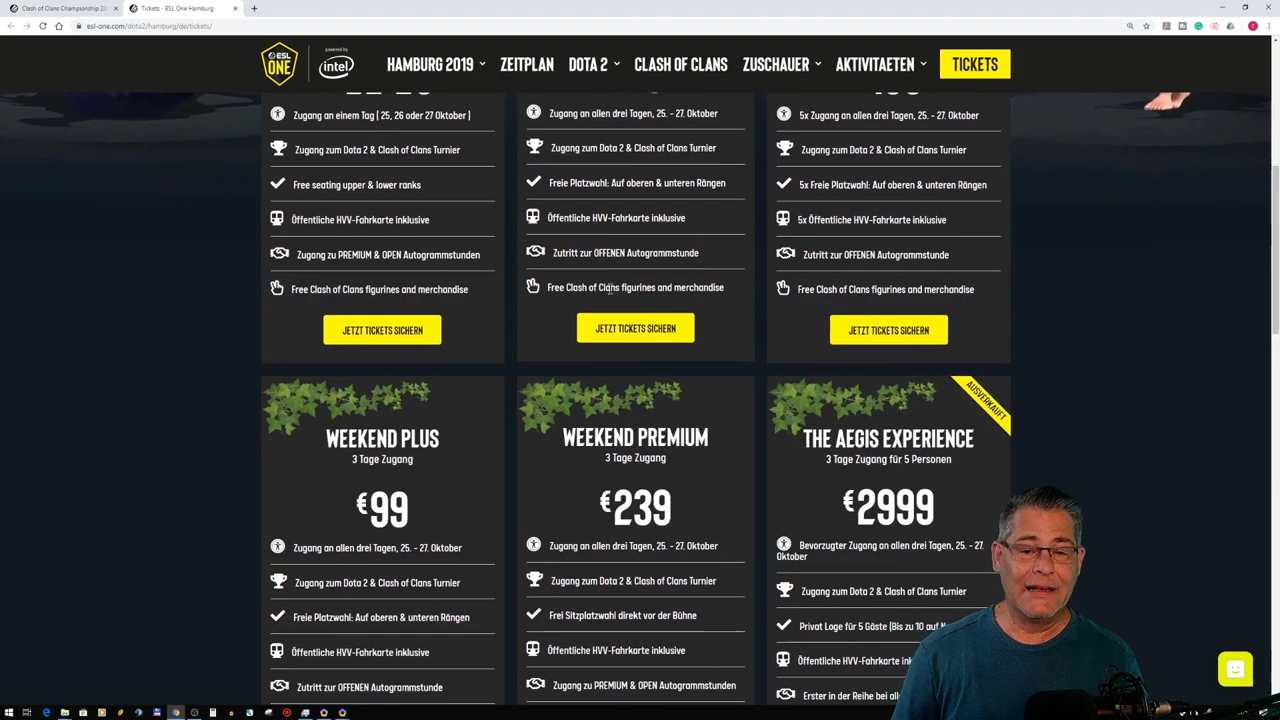 Clash of Clans Championship 201
Tickets - ESL One Hamburg
esl-one.com/dota2/hamburg/de/tickets/
ESL ONE
powered by intel
HAMBURG 2019
ZEITPLAN
DOTA 2
CLASH OF CLANS
ZUSCHAUER
AKTIVITAETEN
TICKETS
Zugang an einem Tag ( 25, 26 oder 27 Oktober )
Zugang zum Dota 2 & Clash of Clans Turnier
Free seating upper & lower ranks
Öffentliche HVV-Fahrkarte inklusive
Zugang zu PREMIUM & OPEN Autogrammstunden
Free Clash of Clans figurines and merchandise
JETZT TICKETS SICHERN
Zugang an allen drei Tagen, 25. - 27. Oktober
Zugang zum Dota 2 & Clash of Clans Turnier
Freie Platzwahl: Auf oberen & unteren Rängen
Öffentliche HVV-Fahrkarte inklusive
Zutritt zur OFFENEN Autogrammstunde
Free Clash of Clans figurines and merchandise
JETZT TICKETS SICHERN
5x Zugang an allen drei Tagen, 25. - 27. Oktober
Zugang zum Dota 2 & Clash of Clans Turnier
5x Freie Platzwahl: Auf oberen & unteren Rängen
5x Öffentliche HVV-Fahrkarte inklusive
Zutritt zur OFFENEN Autogrammstunde
Free Clash of Clans figurines and merchandise
JETZT TICKETS SICHERN
WEEKEND PLUS
3 Tage Zugang
€99
Zugang an allen drei Tagen, 25. - 27. Oktober
Zugang zum Dota 2 & Clash of Clans Turnier
Freie Platzwahl: Auf oberen & unteren Rängen
Öffentliche HVV-Fahrkarte inklusive
Zutritt zur OFFENEN Autogrammstunde
WEEKEND PREMIUM
3 Tage Zugang
€239
Zugang an allen drei Tagen, 25. - 27. Oktober
Zugang zum Dota 2 & Clash of Clans Turnier
Frei Sitzplatzwahl direkt vor der Bühne
Öffentliche HVV-Fahrkarte inklusive
Zugang zu PREMIUM & OPEN Autogrammstunden
AUSVERKAUFT
THE AEGIS EXPERIENCE
3 Tage Zugang für 5 Personen
€2999
Bevorzugter Zugang an allen drei Tagen, 25. - 27.
Oktober
Zugang zum Dota 2 & Clash of Clans Turnier
Privat Loge für 5 Gäste (Bis zu 10 auf
Öffentliche HVV-Fahrkarte
Erster in der Reihe bei